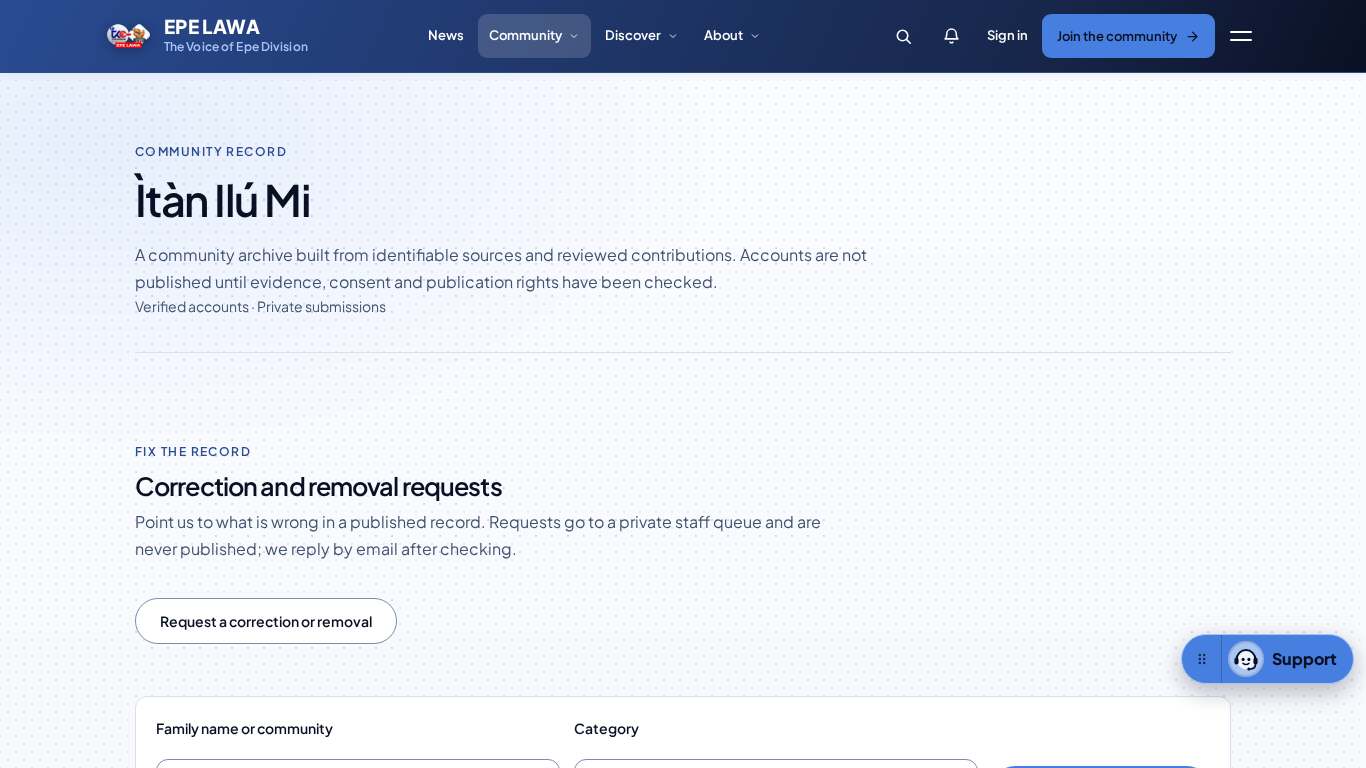 EPE LAWA
The Voice of Epe Division
News
Community
Discover
About
Sign in
Join the community
COMMUNITY RECORD
Ìtàn Ilú Mi
A community archive built from identifiable sources and reviewed contributions. Accounts are not
published until evidence, consent and publication rights have been checked.
Verified accounts · Private submissions
FIX THE RECORD
Correction and removal requests
Point us to what is wrong in a published record. Requests go to a private staff queue and are
never published; we reply by email after checking.
Request a correction or removal
Support
Family name or community
Category